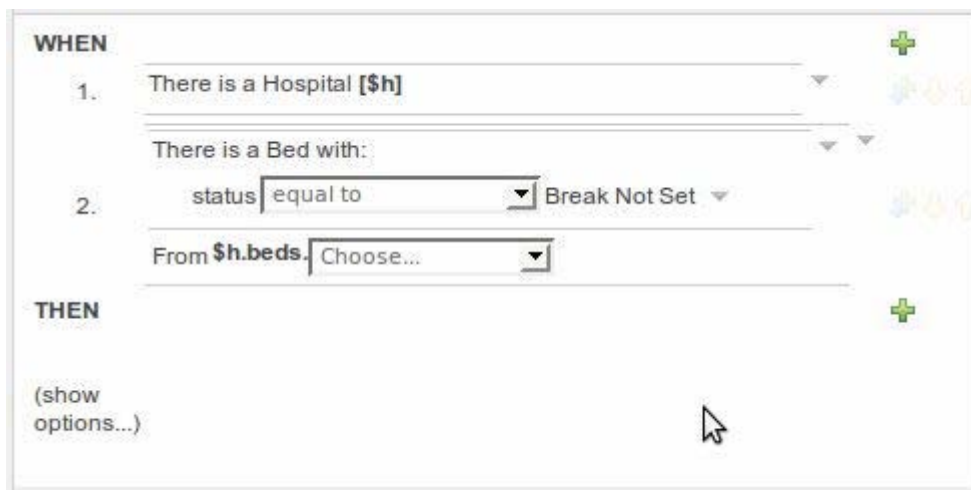 WHEN
1. There is a Hospital [$h]
There is a Bed with:
2. status equal to Break Not Set
From $h.beds. Choose...
THEN
(show
options...)